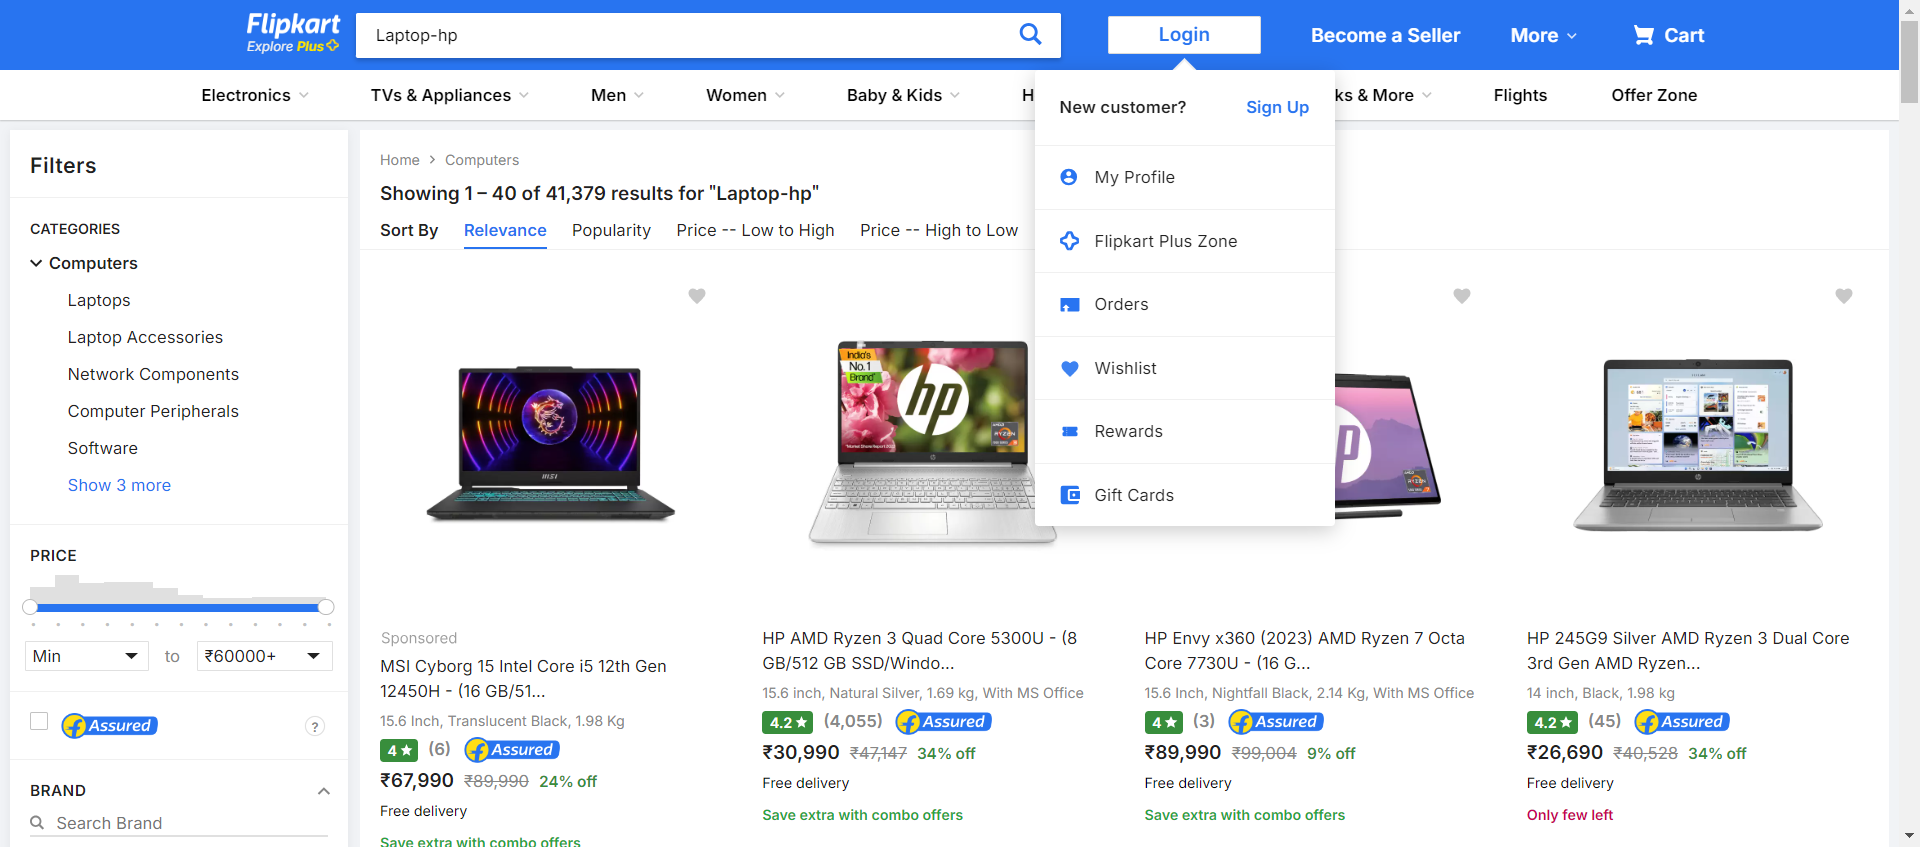 Flipkart
Explore Plus
Laptop-hp
Login
Become a Seller
More
Cart
Electronics
TVs & Appliances
Men
Women
Baby & Kids
H
ks & More
Flights
Offer Zone
New customer?
Sign Up
My Profile
Flipkart Plus Zone
Orders
Wishlist
Rewards
Gift Cards
Filters
CATEGORIES
Computers
Laptops
Laptop Accessories
Network Components
Computer Peripherals
Software
Show 3 more
PRICE
Min
to
₹60000+
Assured
?
BRAND
Search Brand
Home > Computers
Showing 1 – 40 of 41,379 results for "Laptop-hp"
Sort By
Relevance
Popularity
Price -- Low to High
Price -- High to Low
msi
Sponsored
MSI Cyborg 15 Intel Core i5 12th Gen
12450H - (16 GB/51...
15.6 Inch, Translucent Black, 1.98 Kg
4★ (6) Assured
₹67,990 ₹89,990 24% off
Free delivery
Save extra with combo offers
India's
No.1
Brand*
hp
RYZEN
HP AMD Ryzen 3 Quad Core 5300U - (8
GB/512 GB SSD/Windo...
15.6 inch, Natural Silver, 1.69 kg, With MS Office
4.2★ (4,055) Assured
₹30,990 ₹47,147 34% off
Free delivery
Save extra with combo offers
RYZEN
HP Envy x360 (2023) AMD Ryzen 7 Octa
Core 7730U - (16 G...
15.6 Inch, Nightfall Black, 2.14 Kg, With MS Office
4★ (3) Assured
₹89,990 ₹99,004 9% off
Free delivery
Save extra with combo offers
HP 245G9 Silver AMD Ryzen 3 Dual Core
3rd Gen AMD Ryzen...
14 inch, Black, 1.98 kg
4.2★ (45) Assured
₹26,690 ₹40,528 34% off
Free delivery
Only few left